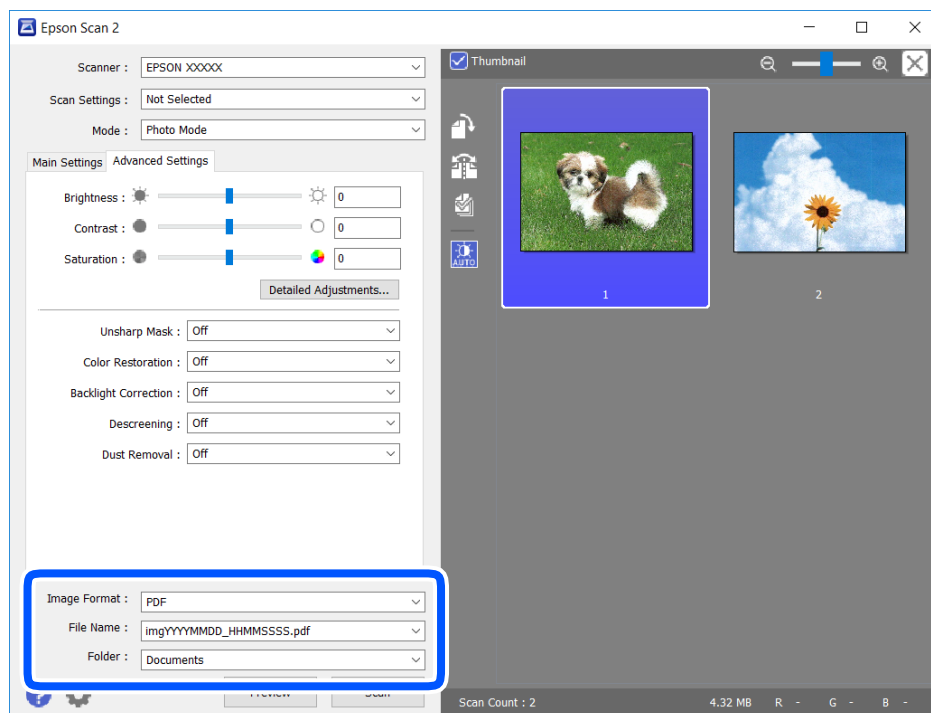 Epson Scan 2
Scanner : EPSON XXXXX
Scan Settings : Not Selected
Mode : Photo Mode
Main Settings Advanced Settings
Brightness : 0
Contrast : 0
Saturation : 0
Detailed Adjustments...
Unsharp Mask : Off
Color Restoration : Off
Backlight Correction : Off
Descreening : Off
Dust Removal : Off
Image Format : PDF
File Name : imgYYYYMMDD_HHMMSSSS.pdf
Folder : Documents
Preview Scan
Thumbnail
AUTO
1 2
Scan Count : 2 4.32 MB R - G - B -